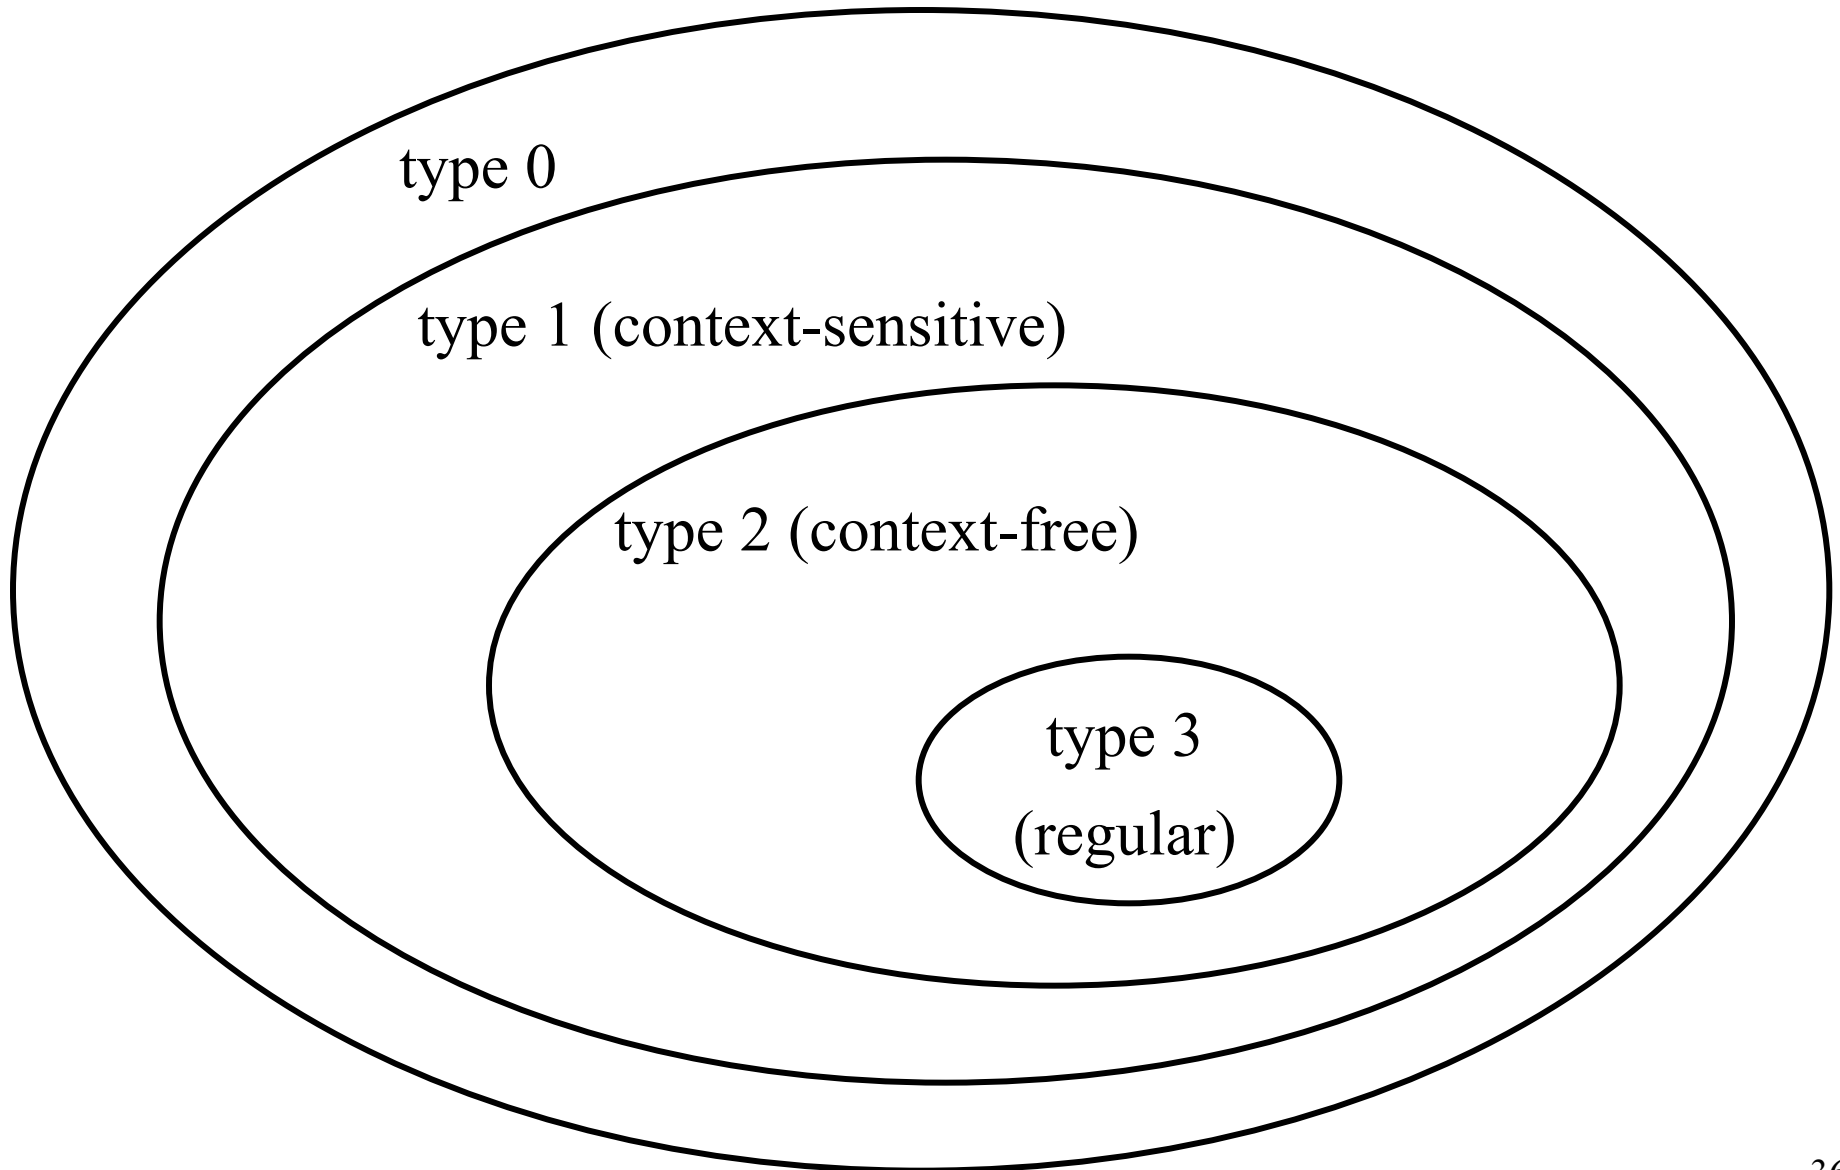 type 0
type 1 (context-sensitive)
type 2 (context-free)
type 3
(regular)